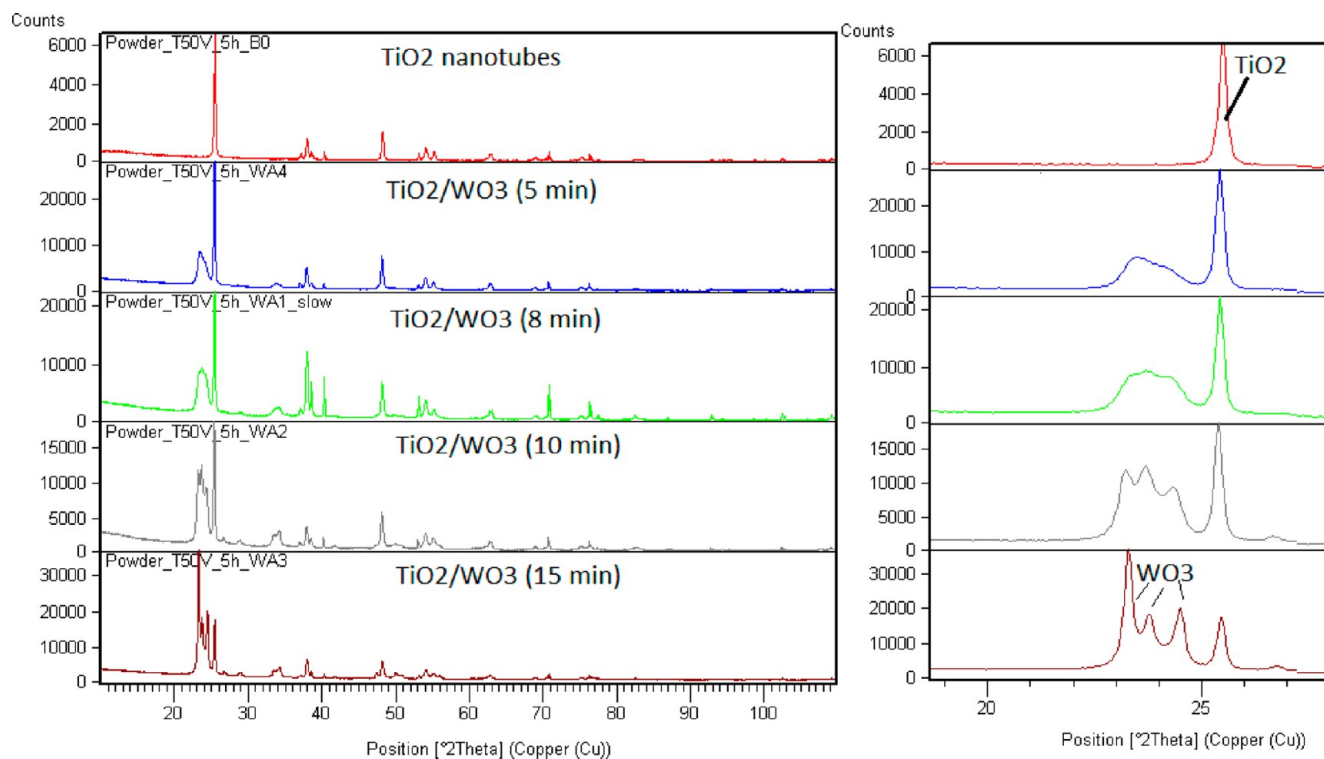 Counts
Powder_T50V_5h_B0
TiO2 nanotubes
6000
4000
2000
0
Powder_T50V_5h_WA4
TiO2/WO3 (5 min)
20000
10000
0
Powder_T50V_5h_WA1_slow
TiO2/WO3 (8 min)
20000
10000
0
Powder_T50V_5h_WA2
TiO2/WO3 (10 min)
15000
10000
5000
0
Powder_T50V_5h_WA3
TiO2/WO3 (15 min)
30000
20000
10000
0
20 30 40 50 60 70 80 90 100
Position [°2Theta] (Copper (Cu))
Counts
TiO2
6000
4000
2000
0
20000
10000
0
20000
10000
0
15000
10000
5000
0
WO3
30000
20000
10000
0
20 25
Position [°2Theta] (Copper (Cu))